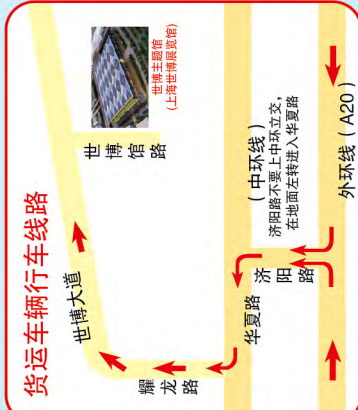 货运车辆行车线路
世博主题馆
(上海世博展览馆)
世博馆路
世博大道
耀龙路
(中环线)
济阳路不要上中环立交,
在地面左转进入华夏路
华夏路
济阳路
外环线(A20)